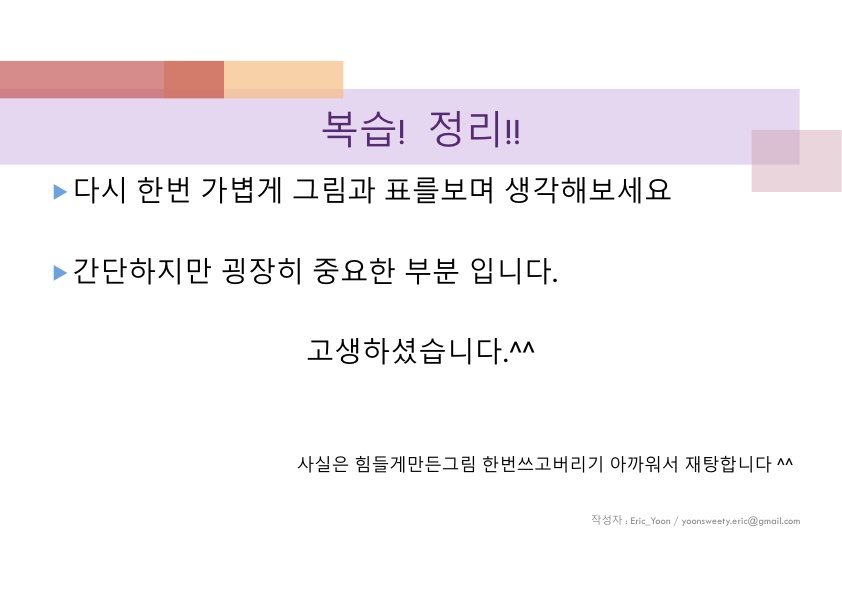 복습!  정리!!
다시 한번 가볍게 그림과 표를보며 생각해보세요
간단하지만 굉장히 중요한 부분 입니다.
고생하셨습니다.^^
사실은 힘들게만든그림 한번쓰고버리기 아까워서 재탕합니다 ^^
작성자 : Eric_Yoon / yoonsweety.eric@gmail.com